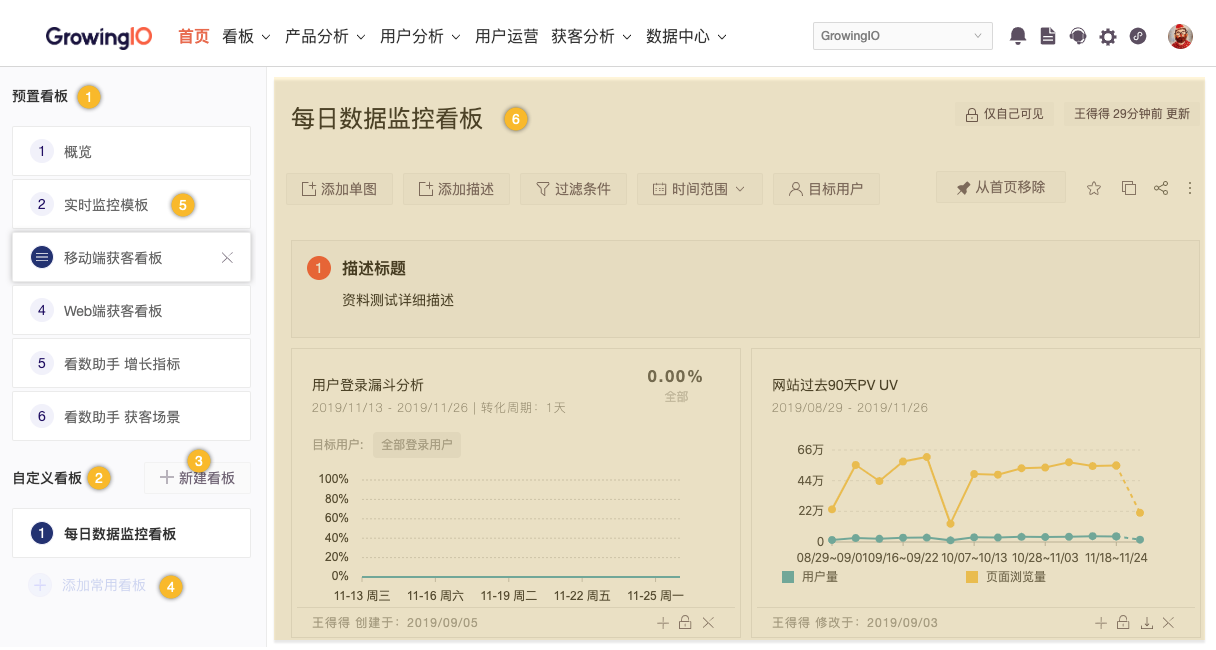 GrowingIO 首页 看板 产品分析 用户分析 用户运营 获客分析 数据中心 GrowingIO
预置看板 1
1 概览
2 实时监控模板 5
移动端获客看板
4 Web端获客看板
5 看数助手 增长指标
6 看数助手 获客场景
自定义看板 2
3
新建看板
1 每日数据监控看板
添加常用看板 4
每日数据监控看板 6
仅自己可见 王得得 29分钟前 更新
添加单图 添加描述 过滤条件 时间范围 目标用户 从首页移除
1 描述标题
资料测试详细描述
用户登录漏斗分析
0.00%
全部
2019/11/13 - 2019/11/26 | 转化周期: 1天
目标用户: 全部登录用户
100%
80%
60%
40%
20%
0%
11-13 周三 11-16 周六 11-19 周二 11-22 周五 11-25 周一
王得得 创建于: 2019/09/05
网站过去90天PV UV
2019/08/29 - 2019/11/26
66万
44万
22万
0
08/29~09/01 09/16~09/22 10/07~10/13 10/28~11/03 11/18~11/24
用户量 页面浏览量
王得得 修改于: 2019/09/03